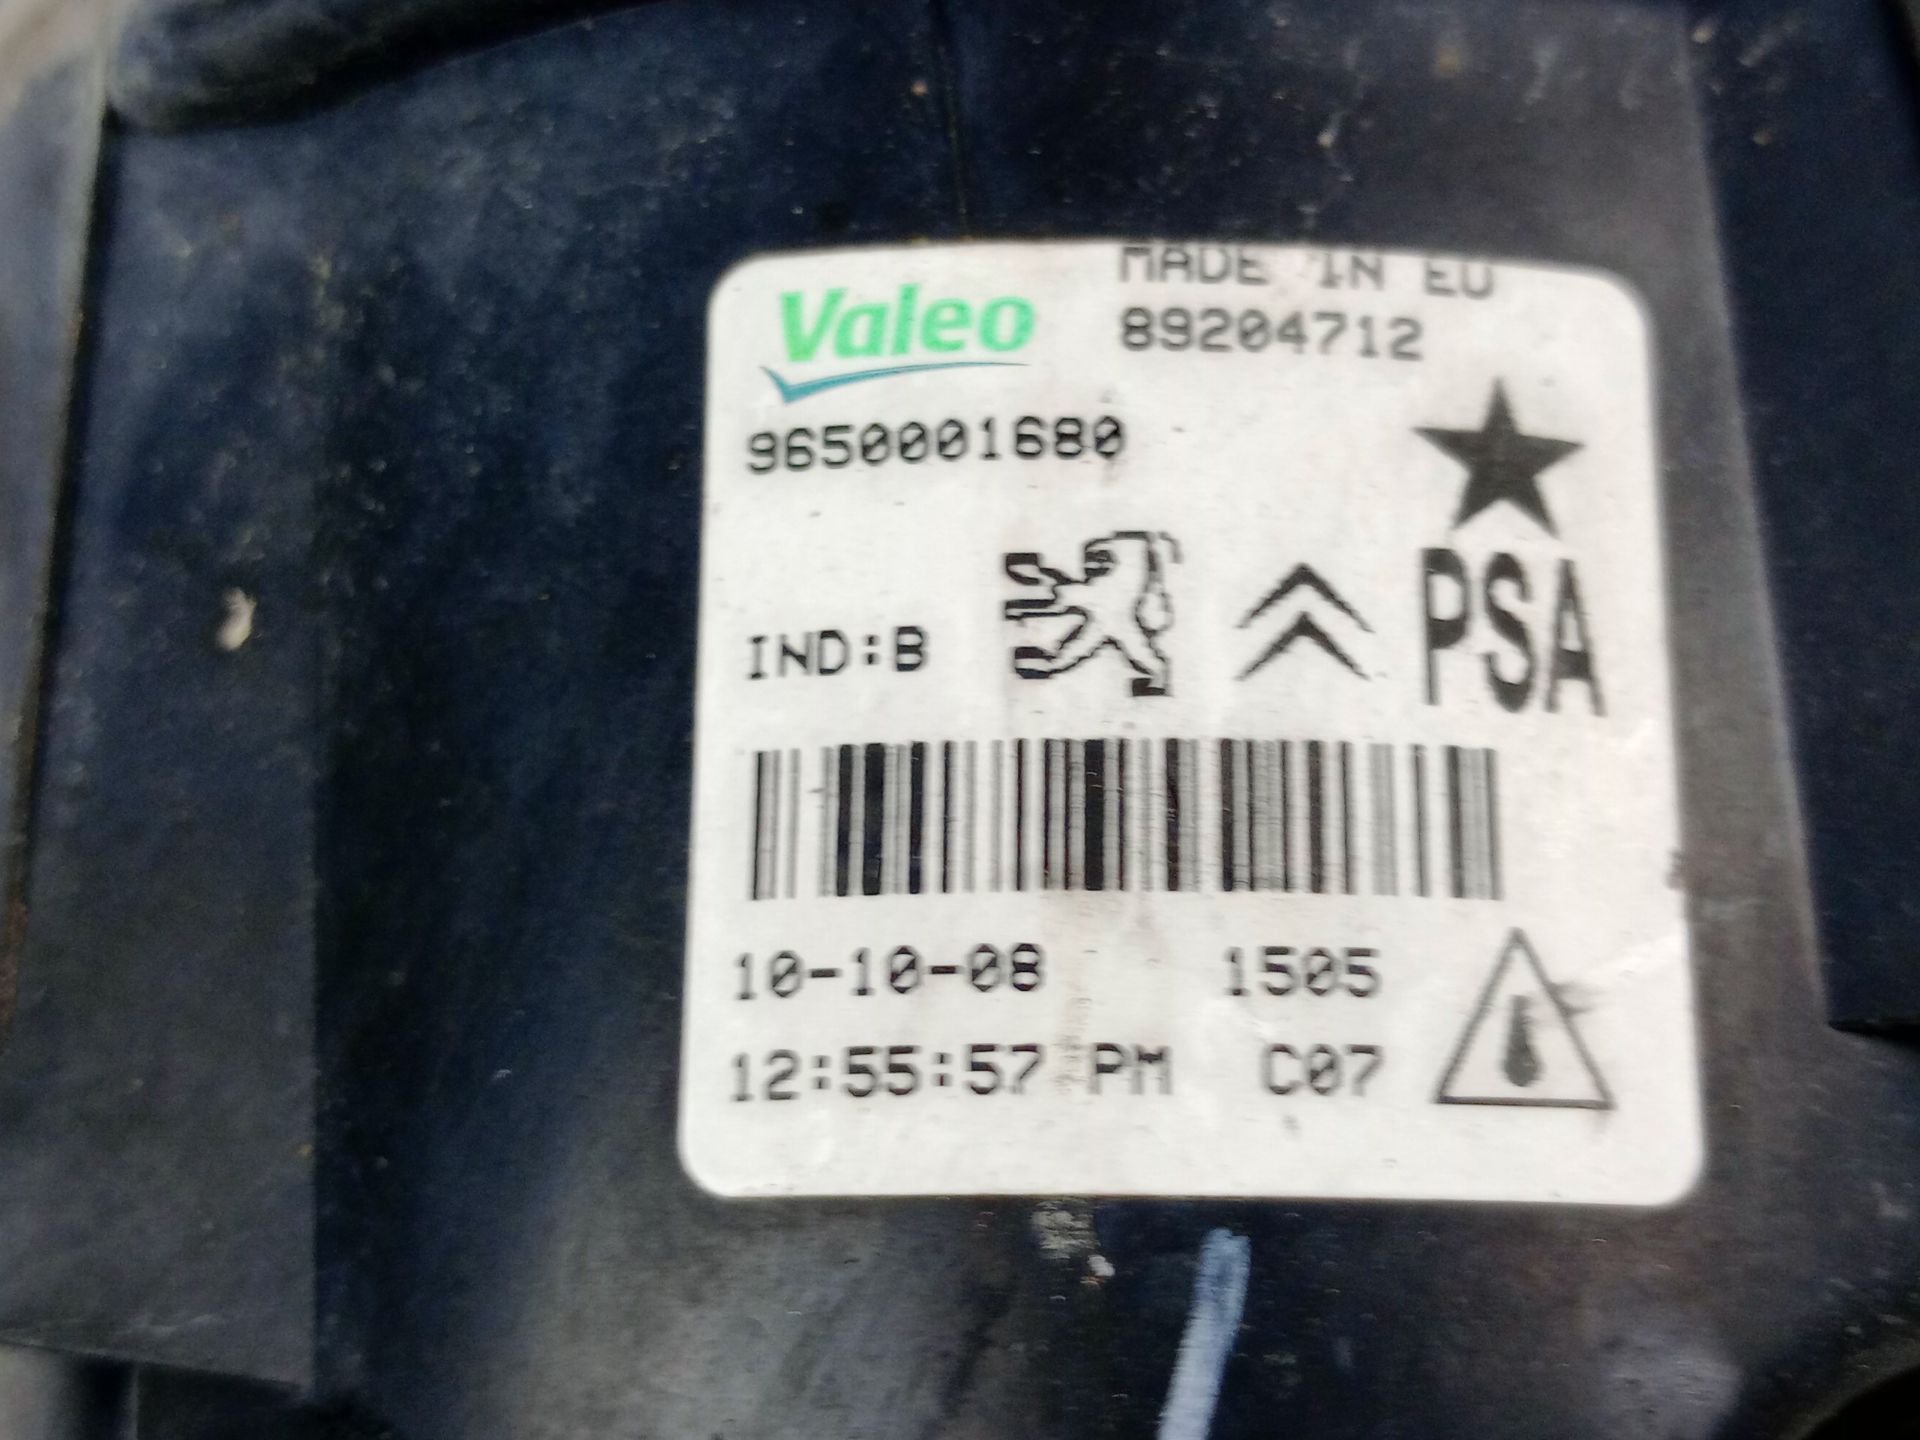 MADE IN EU
Valeo 89204712
9650001680
IND:B PSA
10-10-08 1505
12:55:57 PM C07